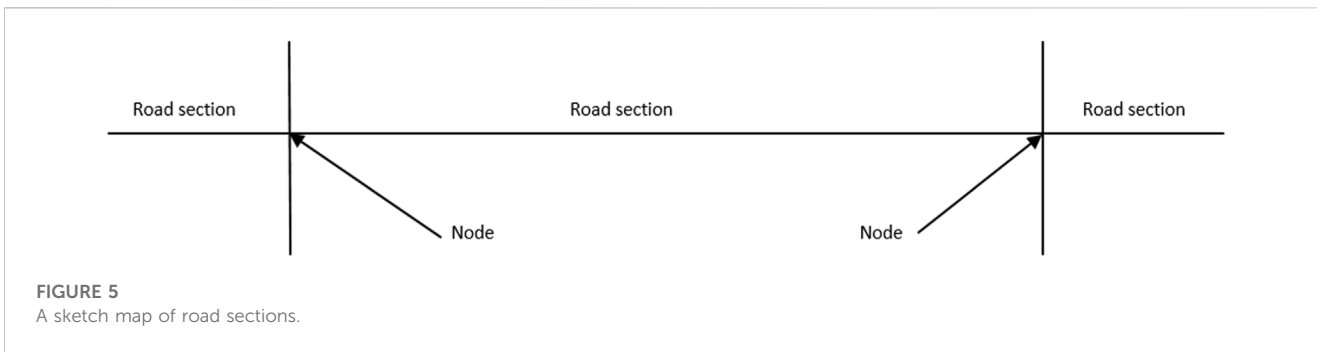 Road section
Road section
Road section
Node
Node
FIGURE 5
A sketch map of road sections.